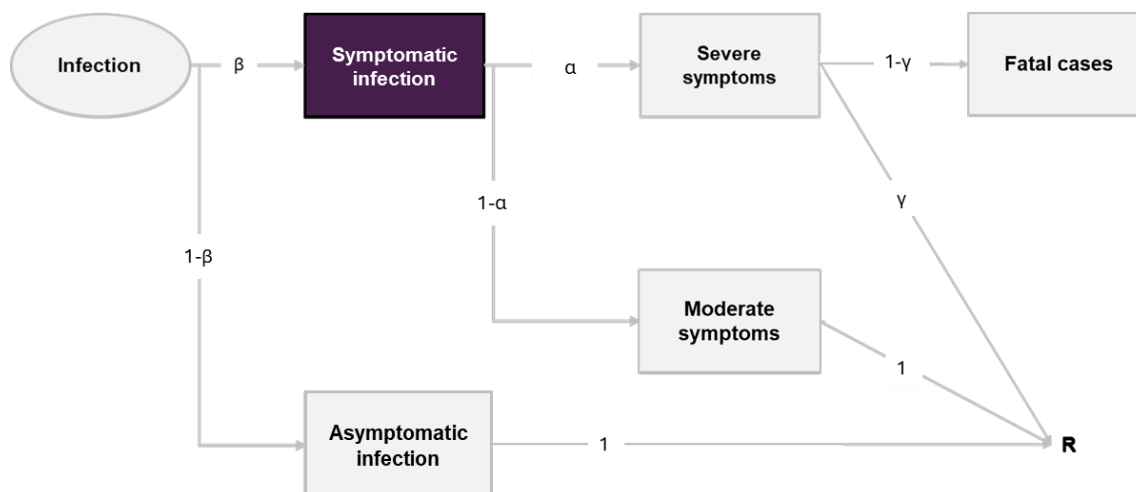 Infection
β
Symptomatic
infection
α
Severe
symptoms
1-γ
Fatal cases
1-α
γ
1-β
Moderate
symptoms
1
Asymptomatic
infection
1
R